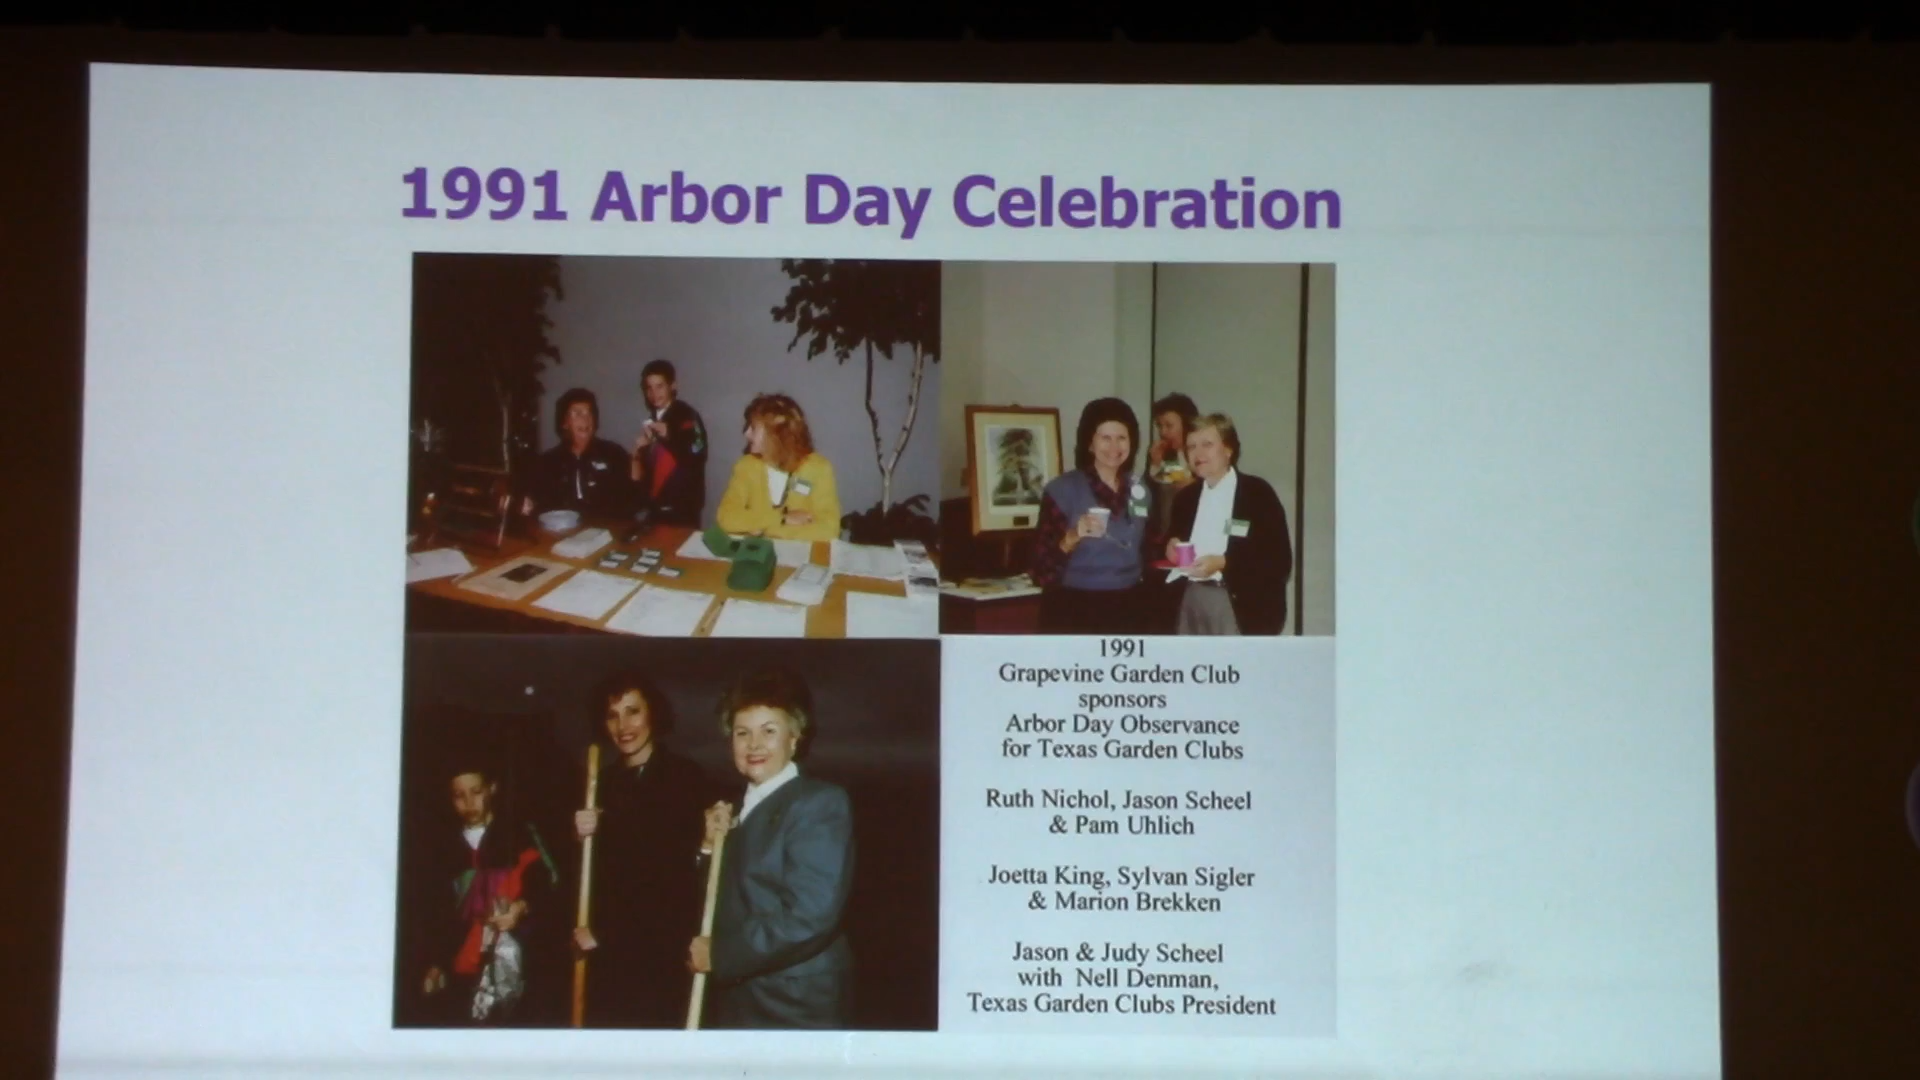 1991 Arbor Day Celebration
1991
Grapevine Garden Club
sponsors
Arbor Day Observance
for Texas Garden Clubs
Ruth Nichol, Jason Scheel
& Pam Uhlich
Joetta King, Sylvan Sigler
& Marion Brekken
Jason & Judy Scheel
with Nell Denman,
Texas Garden Clubs President